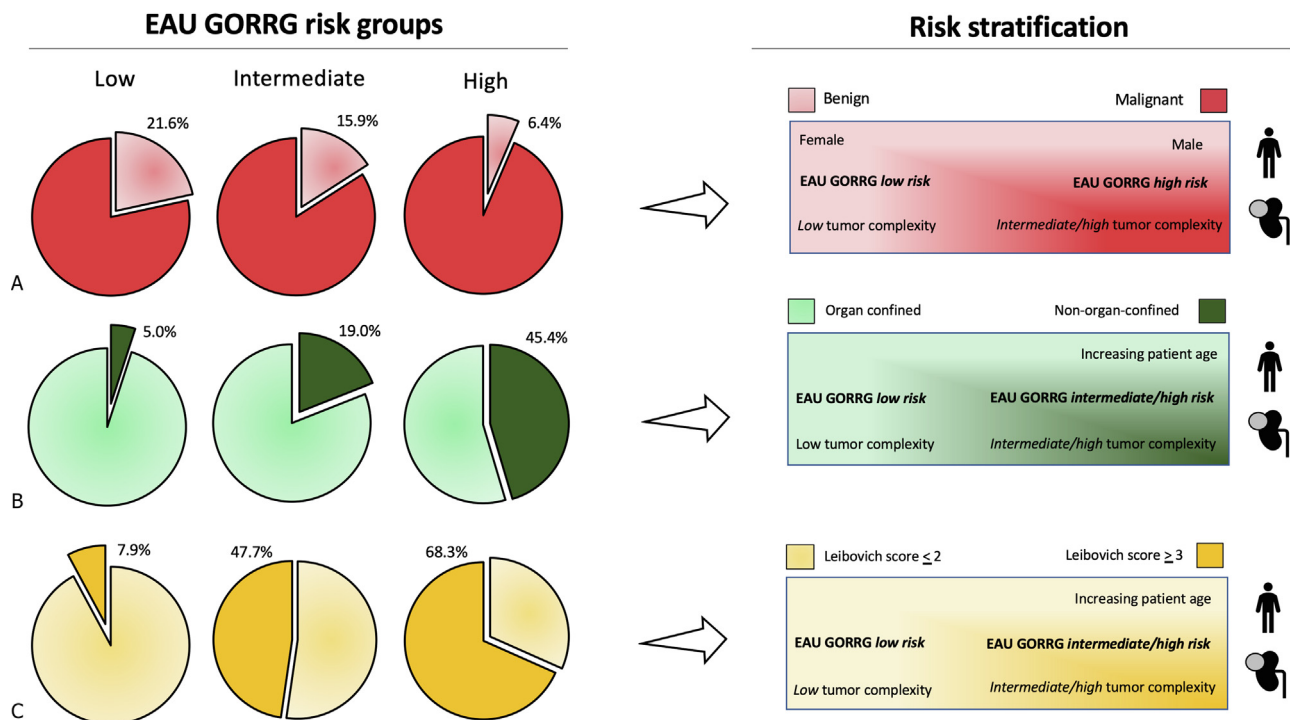 EAU GORRG risk groups
Risk stratification
Low
Intermediate
High
21.6%
15.9%
6.4%
A
Benign
Malignant
Female
Male
EAU GORRG low risk
EAU GORRG high risk
Low tumor complexity
Intermediate/high tumor complexity
5.0%
19.0%
45.4%
B
Organ confined
Non-organ-confined
Increasing patient age
EAU GORRG low risk
EAU GORRG intermediate/high risk
Low tumor complexity
Intermediate/high tumor complexity
7.9%
47.7%
68.3%
C
Leibovich score ≤ 2
Leibovich score ≥ 3
Increasing patient age
EAU GORRG low risk
EAU GORRG intermediate/high risk
Low tumor complexity
Intermediate/high tumor complexity